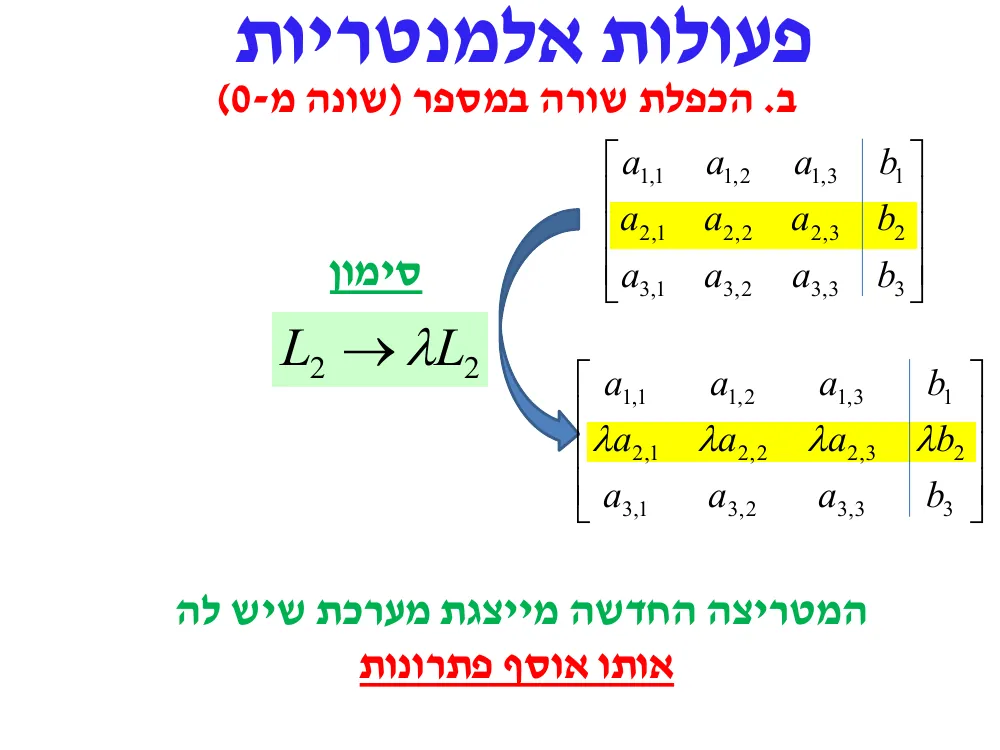 פעולות אלמנטריות
ב. הכפלת שורה במספר (שונה מ-0)
a1,1 a1,2 a1,3 b1
a2,1 a2,2 a2,3 b2
a3,1 a3,2 a3,3 b3
סימון
L2 → λL2
a1,1 a1,2 a1,3 b1
λa2,1 λa2,2 λa2,3 λb2
a3,1 a3,2 a3,3 b3
המטריצה החדשה מייצגת מערכת שיש לה
אותו אוסף פתרונות